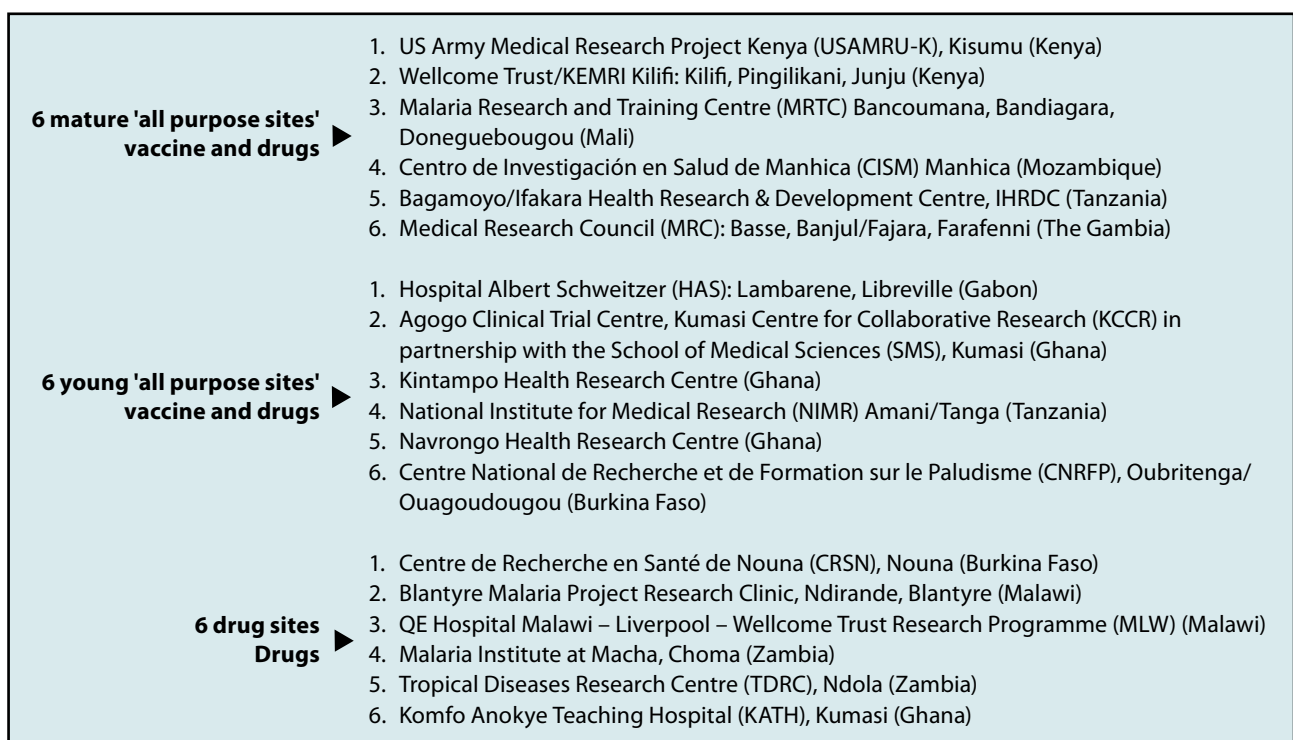 6 mature 'all purpose sites'
vaccine and drugs
1. US Army Medical Research Project Kenya (USAMRU-K), Kisumu (Kenya)
2. Wellcome Trust/KEMRI Kilifi: Kilifi, Pingilikani, Junju (Kenya)
3. Malaria Research and Training Centre (MRTC) Bancoumana, Bandiagara,
Doneguebougou (Mali)
4. Centro de Investigación en Salud de Manhica (CISM) Manhica (Mozambique)
5. Bagamoyo/Ifakara Health Research & Development Centre, IHRDC (Tanzania)
6. Medical Research Council (MRC): Basse, Banjul/Fajara, Farafenni (The Gambia)
6 young 'all purpose sites'
vaccine and drugs
1. Hospital Albert Schweitzer (HAS): Lambarene, Libreville (Gabon)
2. Agogo Clinical Trial Centre, Kumasi Centre for Collaborative Research (KCCR) in
partnership with the School of Medical Sciences (SMS), Kumasi (Ghana)
3. Kintampo Health Research Centre (Ghana)
4. National Institute for Medical Research (NIMR) Amani/Tanga (Tanzania)
5. Navrongo Health Research Centre (Ghana)
6. Centre National de Recherche et de Formation sur le Paludisme (CNRFP), Oubritenga/
Ouagoudougou (Burkina Faso)
6 drug sites
Drugs
1. Centre de Recherche en Santé de Nouna (CRSN), Nouna (Burkina Faso)
2. Blantyre Malaria Project Research Clinic, Ndirande, Blantyre (Malawi)
3. QE Hospital Malawi – Liverpool – Wellcome Trust Research Programme (MLW) (Malawi)
4. Malaria Institute at Macha, Choma (Zambia)
5. Tropical Diseases Research Centre (TDRC), Ndola (Zambia)
6. Komfo Anokye Teaching Hospital (KATH), Kumasi (Ghana)